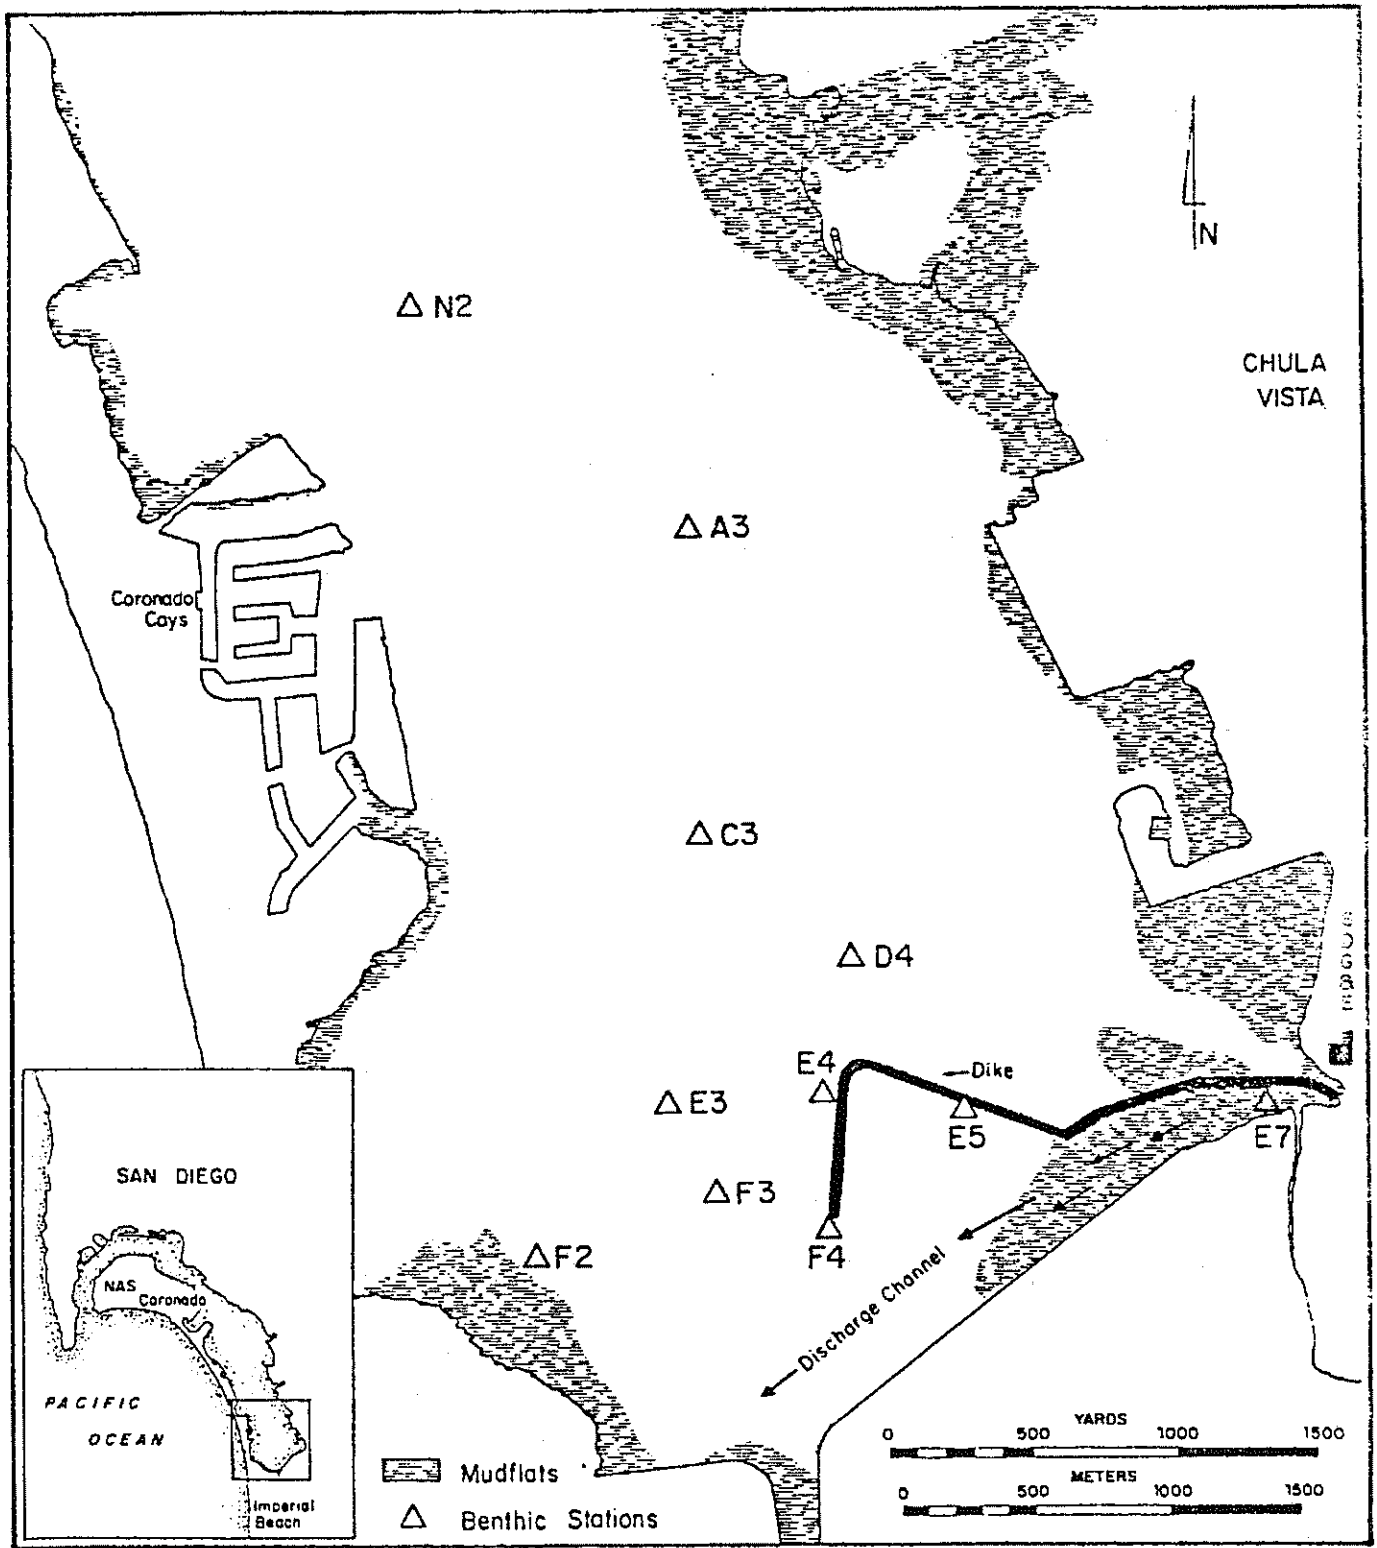 N
N2
CHULA
VISTA
A3
Coronado
Cays
C3
D4
E4
Dike
E3
E5
E7
F3
F4
F2
Discharge Channel
SAN DIEGO
NAS
Coronado
PACIFIC
OCEAN
Imperial
Beach
Mudflats
Benthic Stations
YARDS
0 500 1000 1500
METERS
0 500 1000 1500